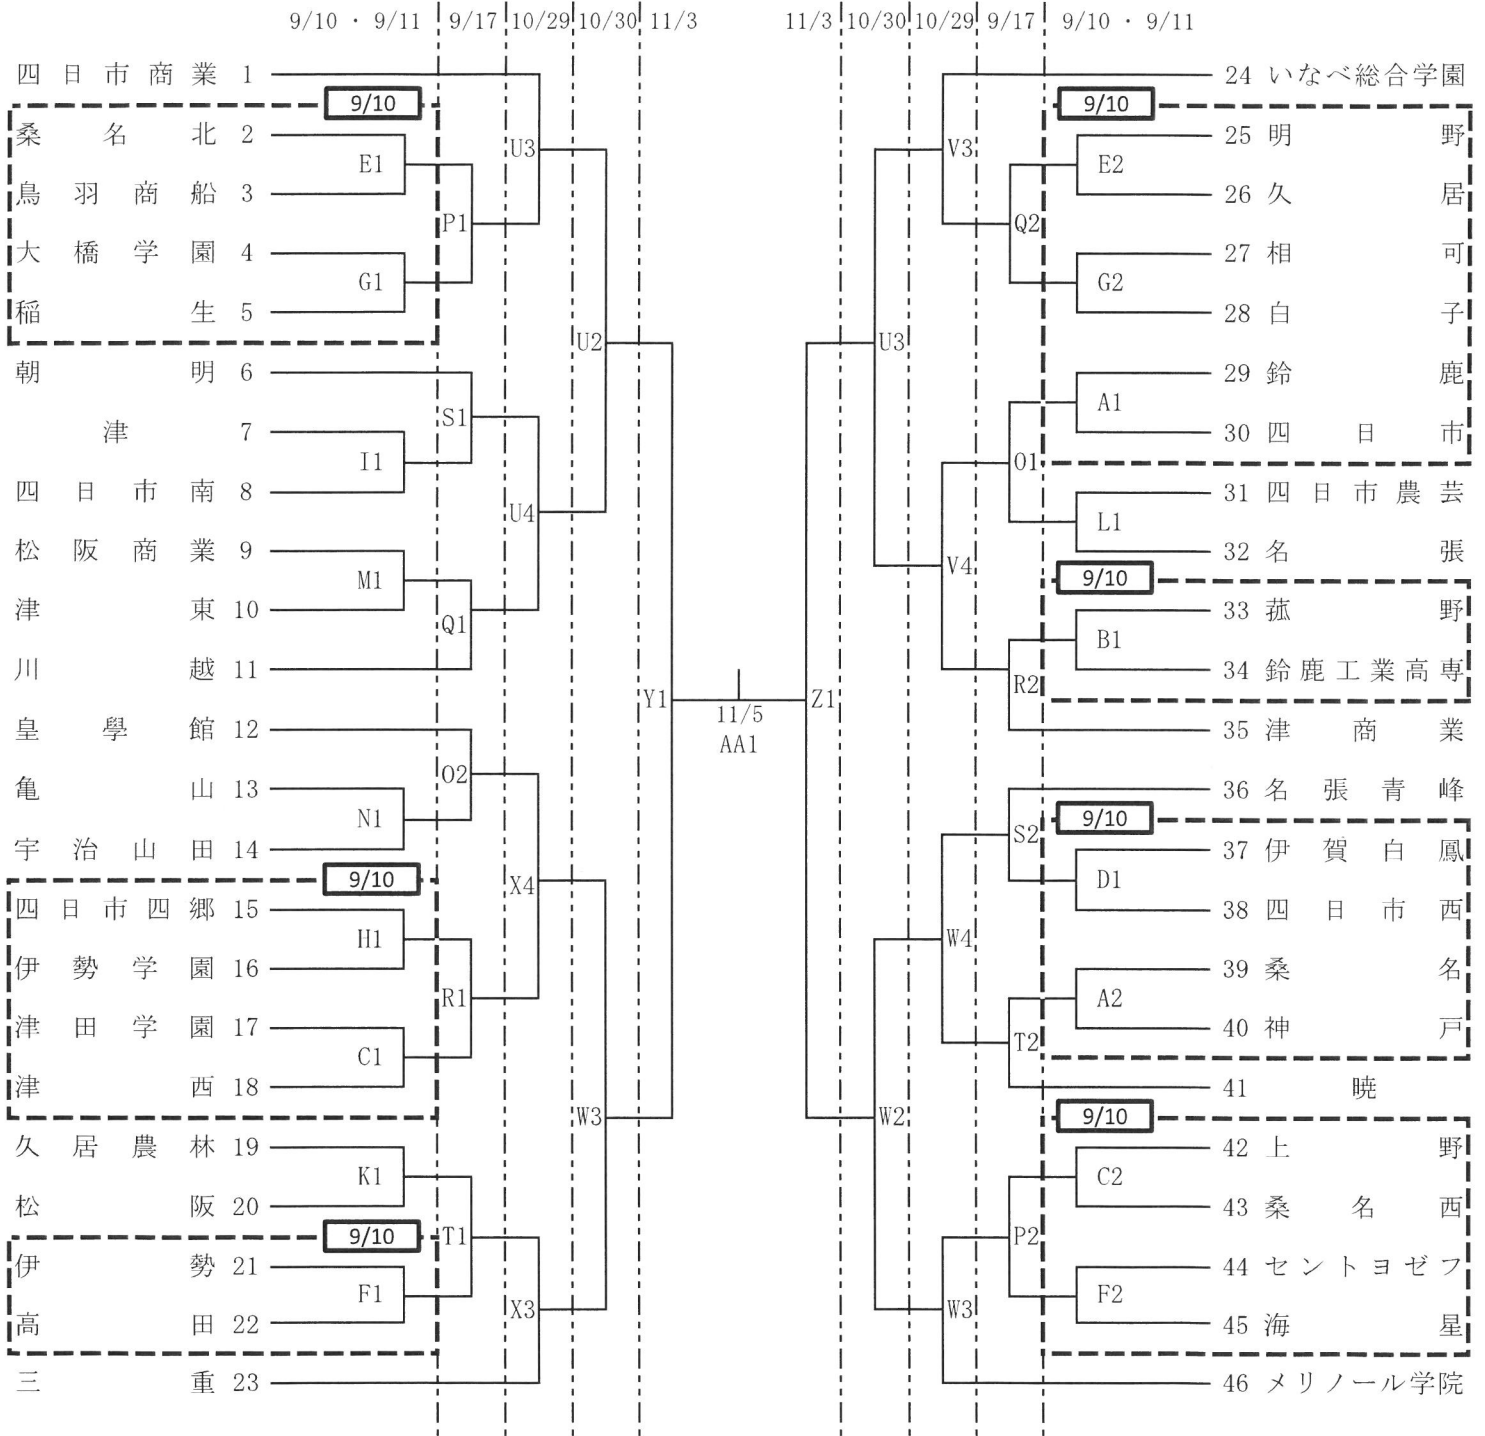 9/10 ・ 9/11 9/17 10/29 10/30 11/3 11/3 10/30 10/29 9/17 9/10 ・ 9/11
四日市商業 1 24 いなべ総合学園
9/10 9/10
桑名北 2 25 明野
U3 V3
E1 E2
鳥羽商船 3 26 久居
P1 Q2
大橋学園 4 27 相可
G1 G2
稲生 5 28 白子
U2 U3
朝明 6 29 鈴鹿
S1 A1
津 7 30 四日市
I1 O1
四日市南 8 31 四日市農芸
U4 L1
松阪商業 9 32 名張
M1 V4 9/10
津東 10 33 菰野
Q1 B1
川越 11 34 鈴鹿工業高専
Y1 Z1 R2
11/5
皇學館 12 35 津商業
AA1
O2
亀山 13 36 名張青峰
N1 S2 9/10
宇治山田 14 37 伊賀白鳳
9/10 X4 D1
四日市四郷 15 38 四日市西
H1 W4
伊勢学園 16 39 桑名
R1 A2
津田学園 17 40 神戸
C1 T2
津西 18 41 暁
W3 W2 9/10
久居農林 19 42 上野
K1 C2
松阪 20 43 桑名西
9/10 T1 P2
伊勢 21 44 セントヨゼフ
F1 X3 W3 F2
高田 22 45 海星
三重 23 46 メリノール学院